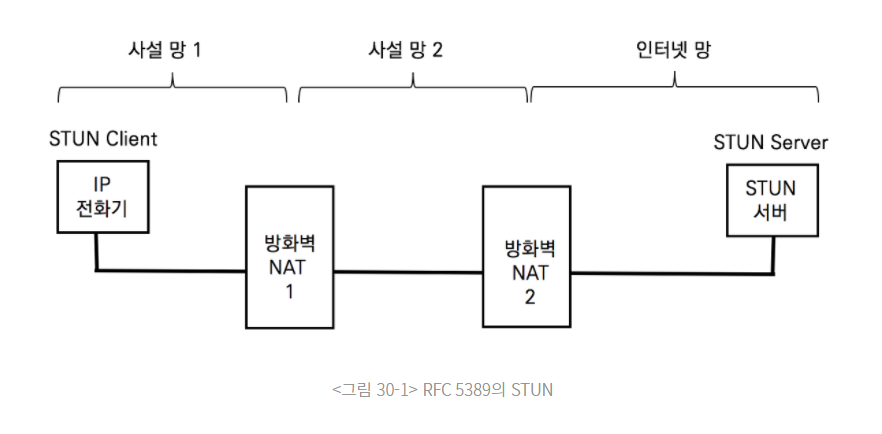 사설 망 1
사설 망 2
인터넷 망
STUN Client
STUN Server
IP
전화기
방화벽
NAT
1
방화벽
NAT
2
STUN
서버
<그림 30-1> RFC 5389의 STUN